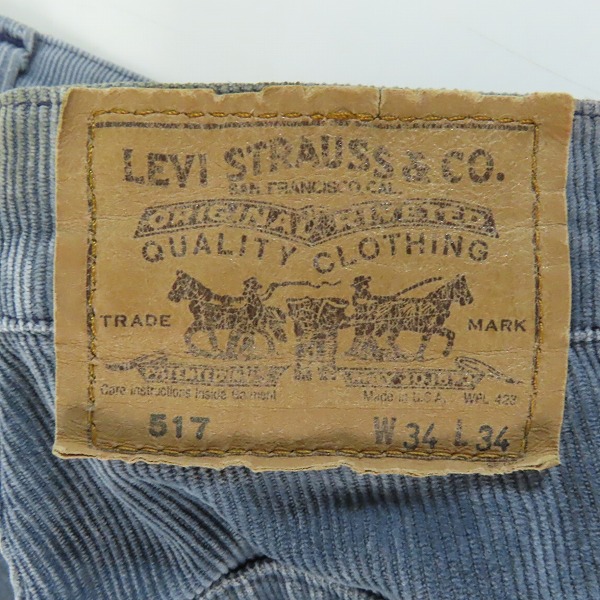 LEVI STRAUSS & CO.
SAN FRANCISCO, CAL.
ORIGINAL RIVETED
QUALITY CLOTHING
TRADE MARK
Care Instructions Inside Garment Made in U.S.A. WPL 423
517 W 34 L 34